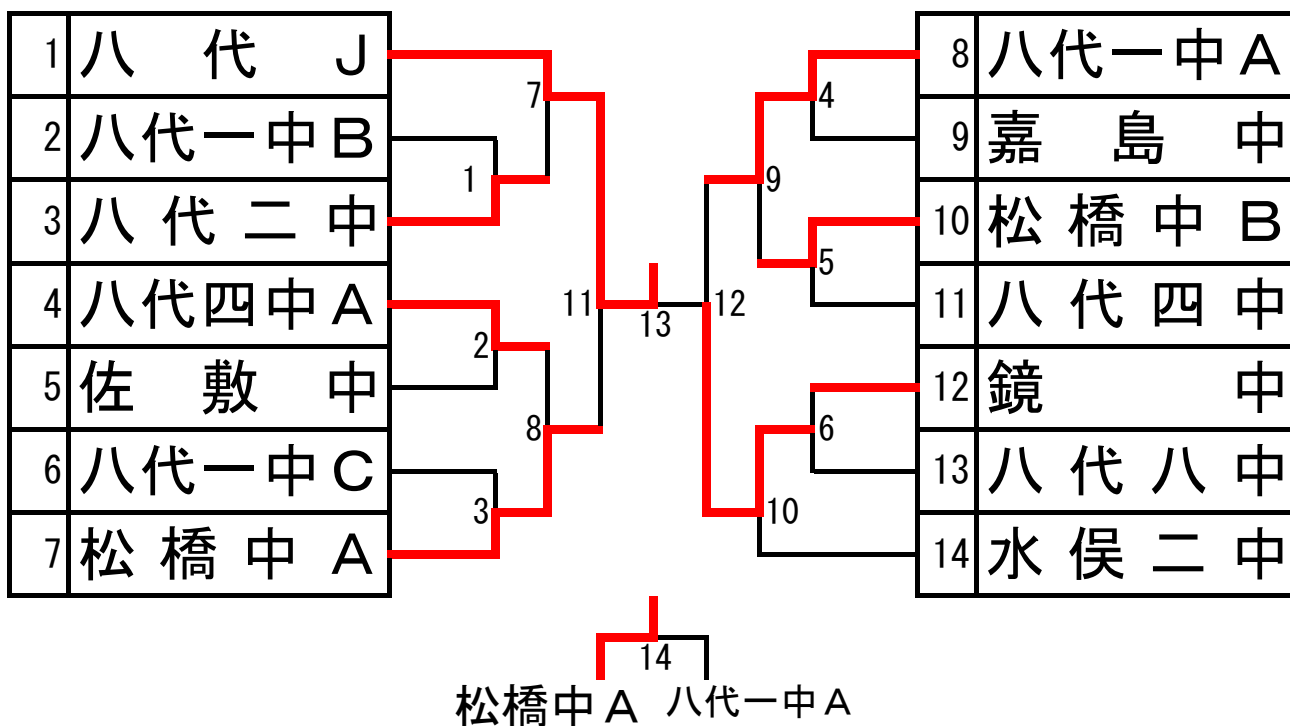 1 八代J
2 八代一中B
3 八代二中
4 八代四中A
5 佐敷中
6 八代一中C
7 松橋中A
8 八代一中A
9 嘉島中
10 松橋中B
11 八代四中
12 鏡中
13 八代八中
14 水俣二中
7
1
2
8
3
11
13
12
4
9
5
6
10
14
松橋中A 八代一中A